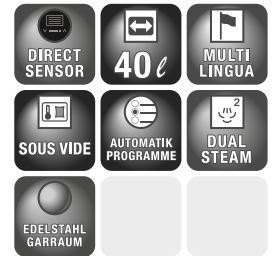 DIRECT
SENSOR
40 ℓ
MULTI
LINGUA
SOUS VIDE
AUTOMATIK
PROGRAMME
2
DUAL
STEAM
EDELSTAHL
GARRAUM